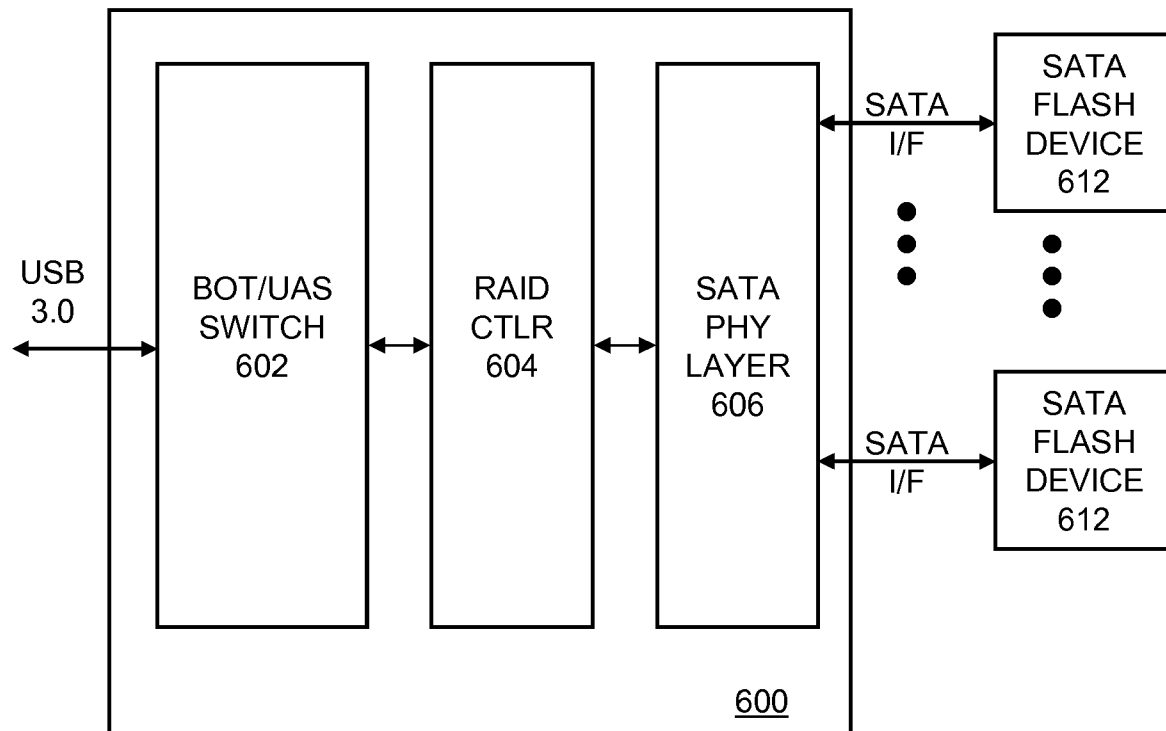 USB
3.0
BOT/UAS
SWITCH
602
RAID
CTLR
604
SATA
PHY
LAYER
606
SATA
I/F
SATA
FLASH
DEVICE
612
SATA
I/F
SATA
FLASH
DEVICE
612
600